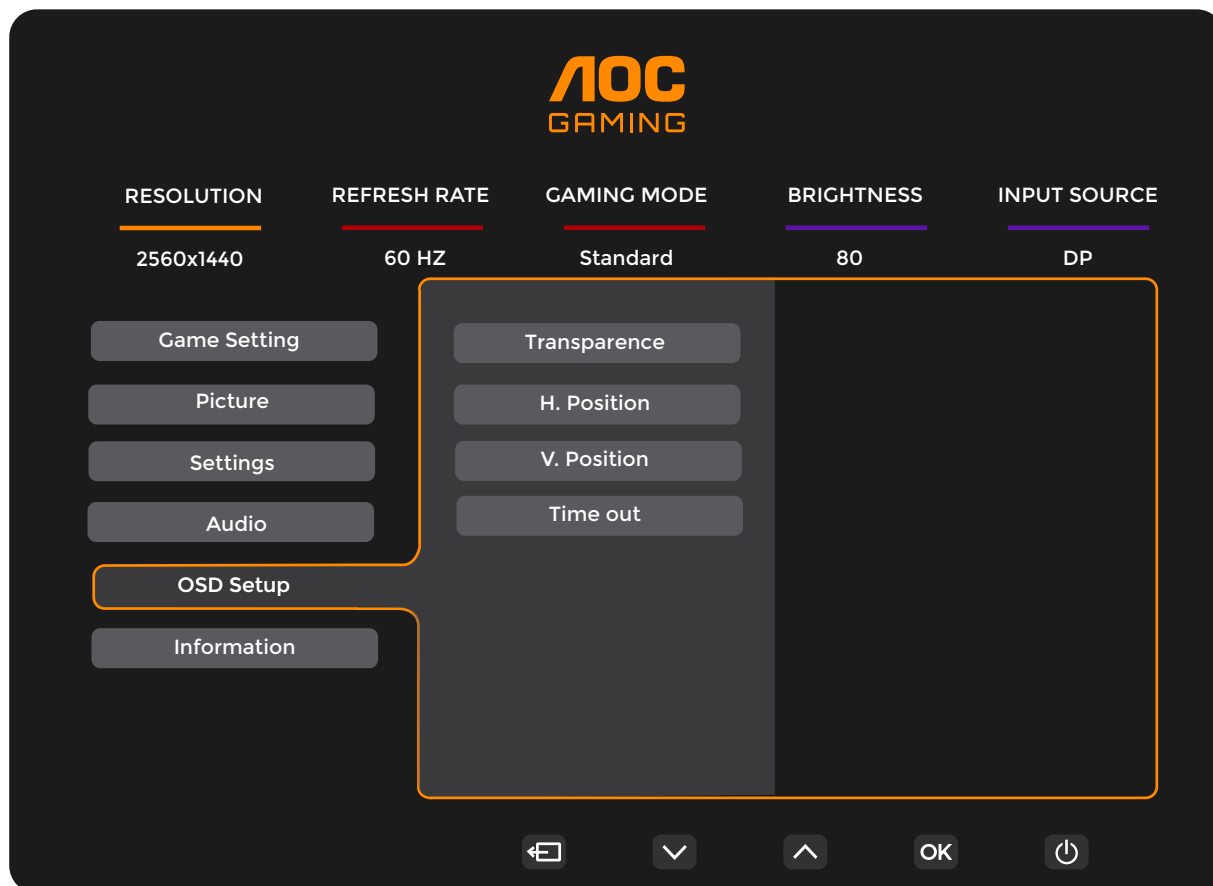 AOC
GAMING
RESOLUTION REFRESH RATE GAMING MODE BRIGHTNESS INPUT SOURCE
2560x1440 60 HZ Standard 80 DP
Game Setting
Picture
Settings
Audio
OSD Setup
Information
Transparence
H. Position
V. Position
Time out
OK